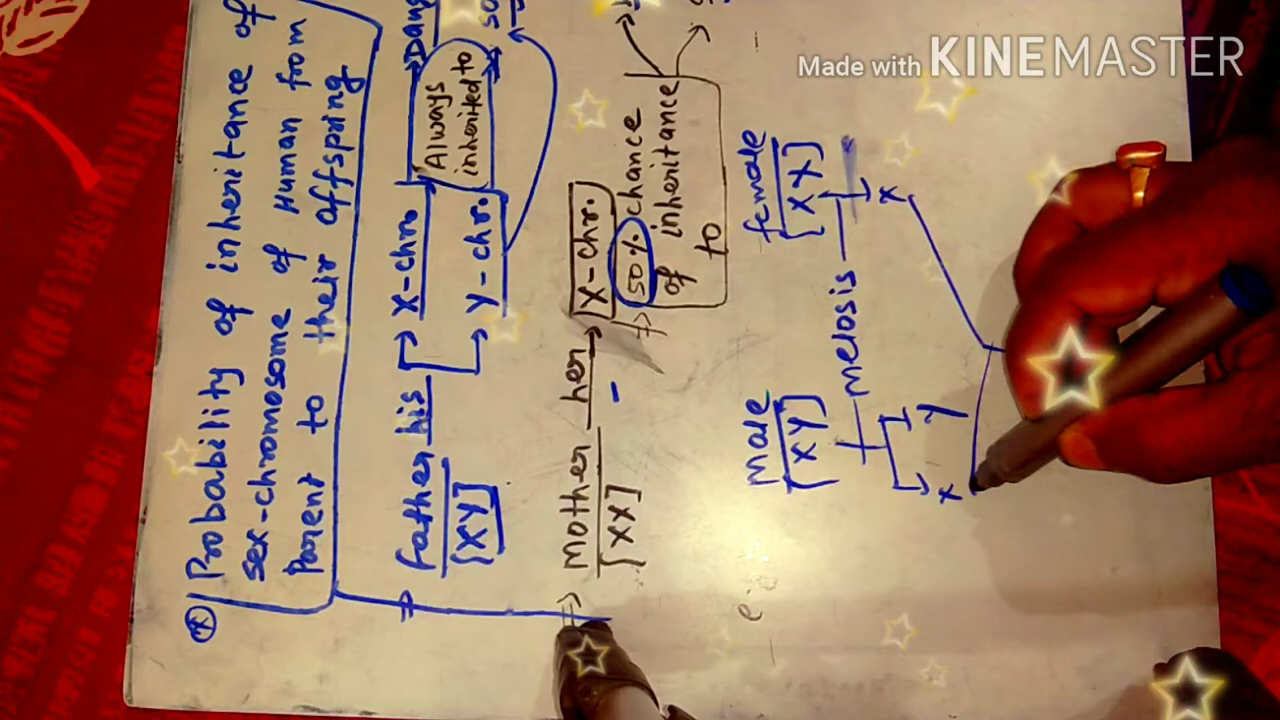 Probability of inheritance of
sex-chromosome of Human from
Parent to their offspring
⇒ Father his → X-chro
[XY] → Y-chr.
Always
inherited to
⇒ Mother her → X-chr.
[XX]
⇒ 50% chance
of inheritance
to
e.g
male female
[XY] [XX]
meiosis
x y x
Made with KINEMASTER